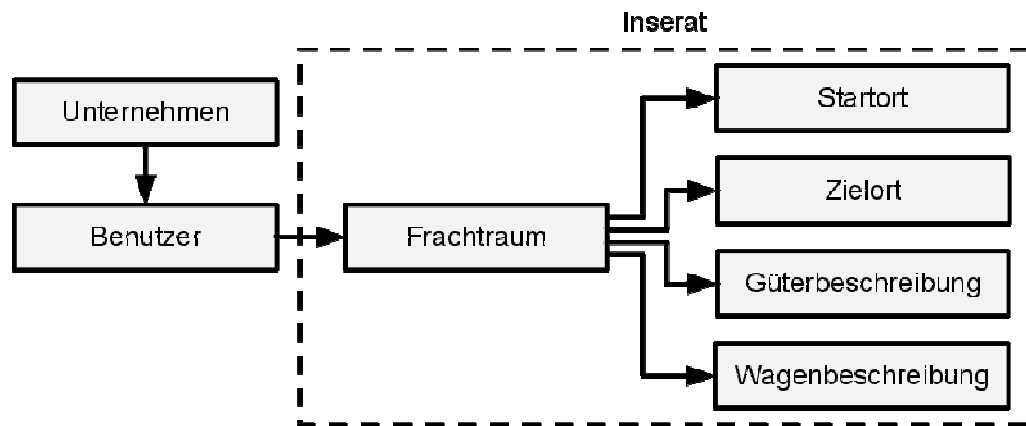 Inserat
Unternehmen
Startort
Zielort
Benutzer
Frachtraum
Güterbeschreibung
Wagenbeschreibung